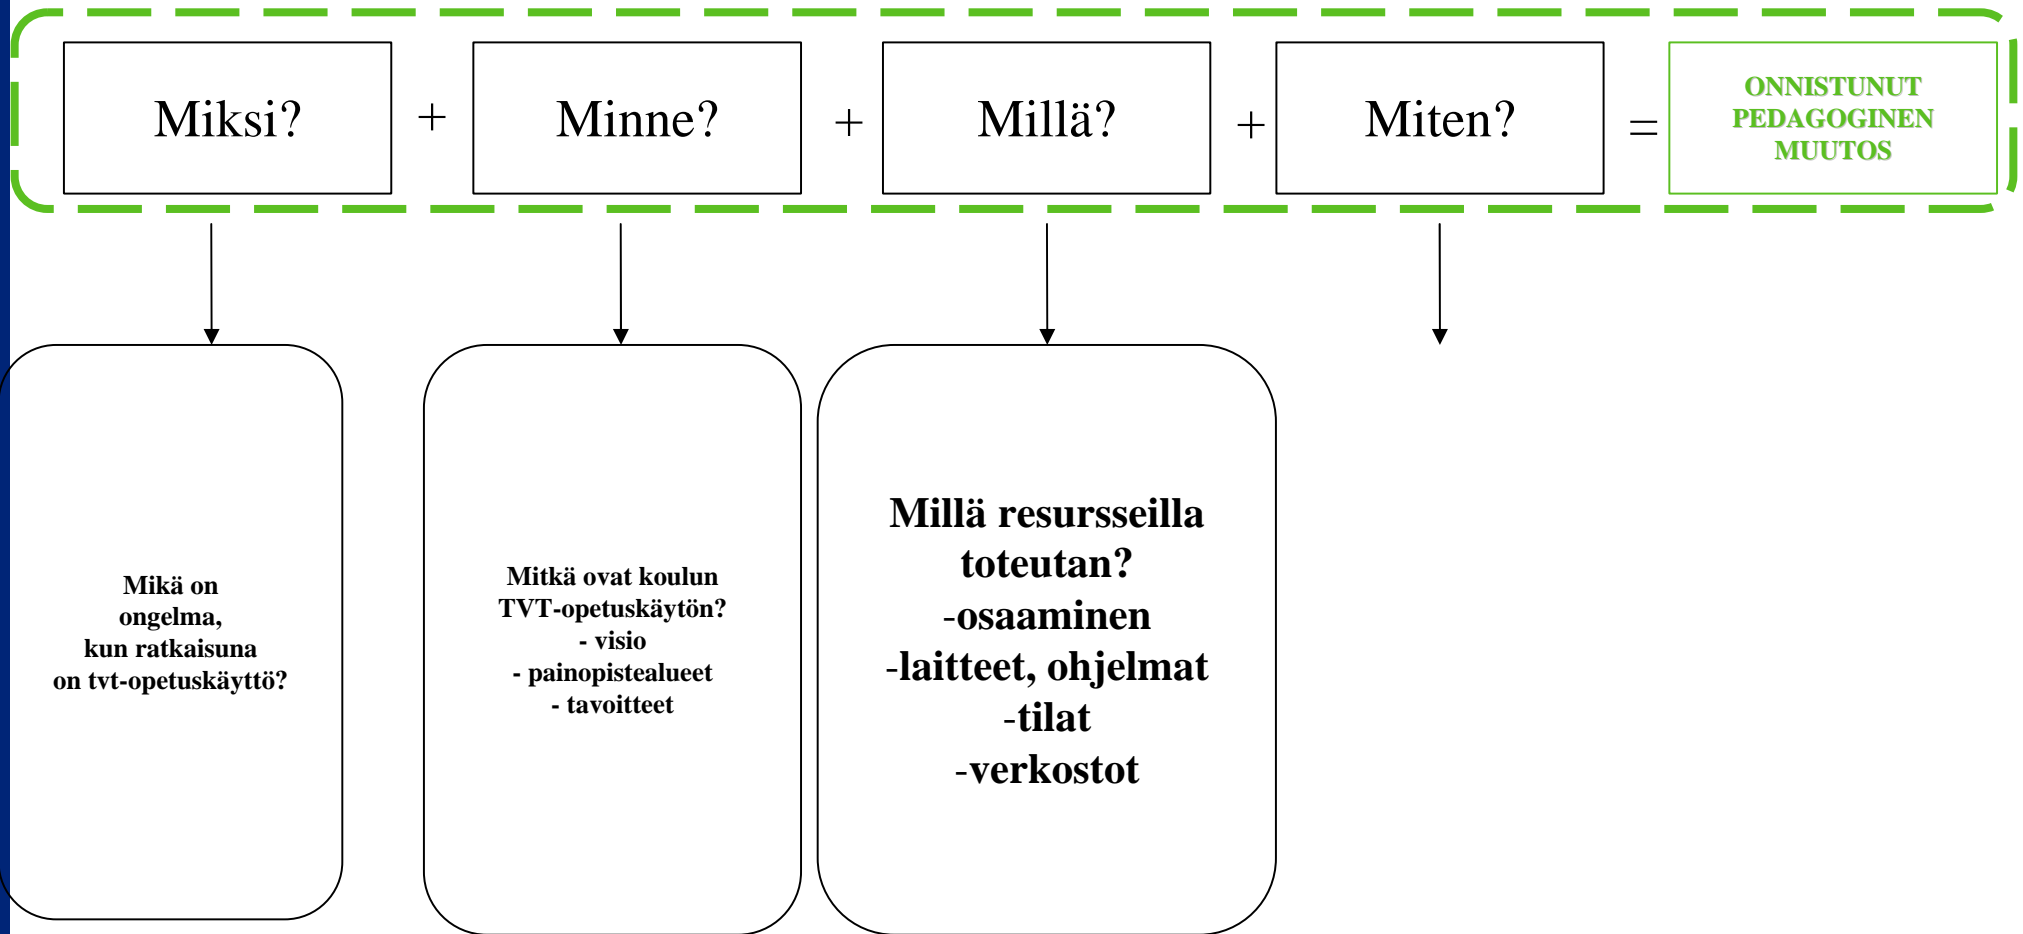 Miksi? + Minne? + Millä? + Miten? = ONNISTUNUT
PEDAGOGINEN
MUUTOS
Mikä on
ongelma,
kun ratkaisuna
on tvt-opetuskäyttö?
Mitkä ovat koulun
TVT-opetuskäytön?
- visio
- painopistealueet
- tavoitteet
Millä resursseilla
toteutan?
-osaaminen
-laitteet, ohjelmat
-tilat
-verkostot